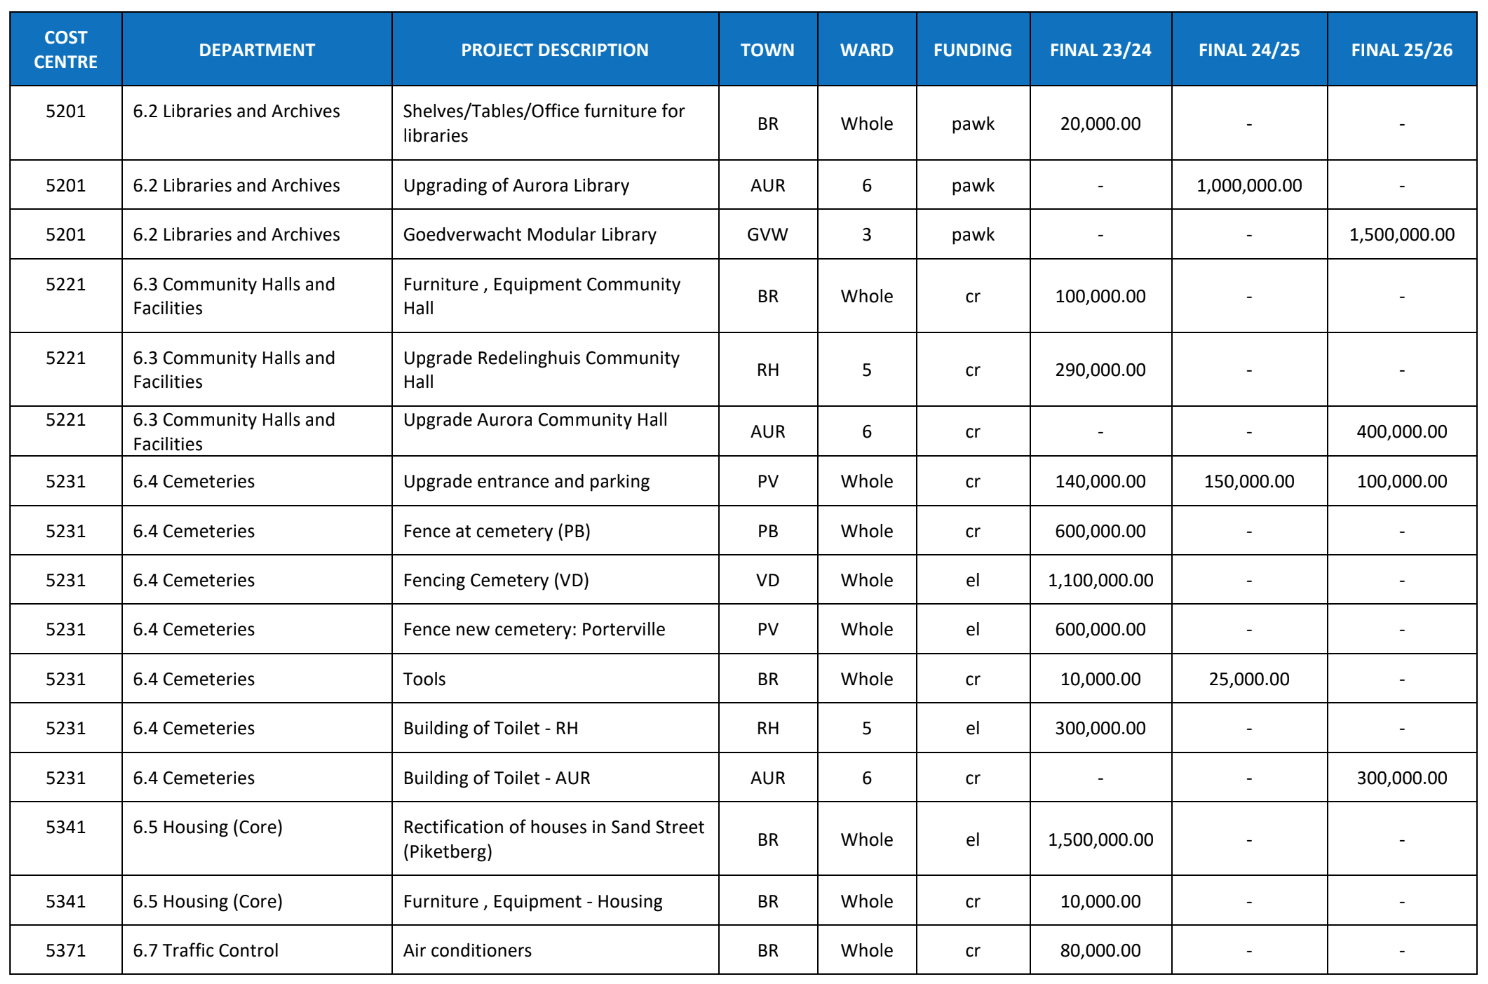 COST CENTRE | DEPARTMENT | PROJECT DESCRIPTION | TOWN | WARD | FUNDING | FINAL 23/24 | FINAL 24/25 | FINAL 25/26
5201 | 6.2 Libraries and Archives | Shelves/Tables/Office furniture for libraries | BR | Whole | pawk | 20,000.00 | - | -
5201 | 6.2 Libraries and Archives | Upgrading of Aurora Library | AUR | 6 | pawk | - | 1,000,000.00 | -
5201 | 6.2 Libraries and Archives | Goedverwacht Modular Library | GVW | 3 | pawk | - | - | 1,500,000.00
5221 | 6.3 Community Halls and Facilities | Furniture , Equipment Community Hall | BR | Whole | cr | 100,000.00 | - | -
5221 | 6.3 Community Halls and Facilities | Upgrade Redelinghuis Community Hall | RH | 5 | cr | 290,000.00 | - | -
5221 | 6.3 Community Halls and Facilities | Upgrade Aurora Community Hall | AUR | 6 | cr | - | - | 400,000.00
5231 | 6.4 Cemeteries | Upgrade entrance and parking | PV | Whole | cr | 140,000.00 | 150,000.00 | 100,000.00
5231 | 6.4 Cemeteries | Fence at cemetery (PB) | PB | Whole | cr | 600,000.00 | - | -
5231 | 6.4 Cemeteries | Fencing Cemetery (VD) | VD | Whole | el | 1,100,000.00 | - | -
5231 | 6.4 Cemeteries | Fence new cemetery: Porterville | PV | Whole | el | 600,000.00 | - | -
5231 | 6.4 Cemeteries | Tools | BR | Whole | cr | 10,000.00 | 25,000.00 | -
5231 | 6.4 Cemeteries | Building of Toilet - RH | RH | 5 | el | 300,000.00 | - | -
5231 | 6.4 Cemeteries | Building of Toilet - AUR | AUR | 6 | cr | - | - | 300,000.00
5341 | 6.5 Housing (Core) | Rectification of houses in Sand Street (Piketberg) | BR | Whole | el | 1,500,000.00 | - | -
5341 | 6.5 Housing (Core) | Furniture , Equipment - Housing | BR | Whole | cr | 10,000.00 | - | -
5371 | 6.7 Traffic Control | Air conditioners | BR | Whole | cr | 80,000.00 | - | -